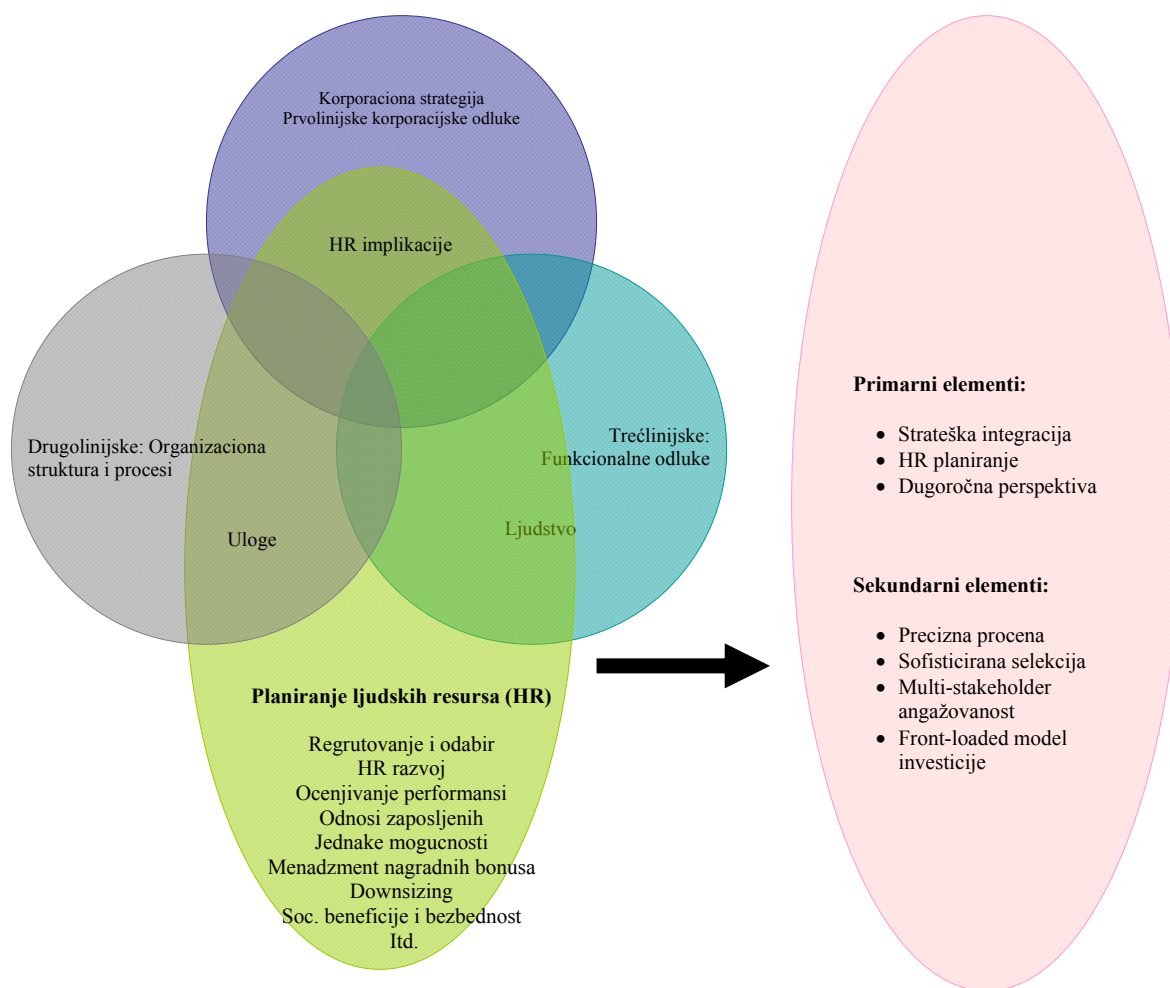 Korporaciona strategija
Prvolinijske korporacijske odluke
HR implikacije
Drugolinijske: Organizaciona
struktura i procesi
Trećlinijske:
Funkcionalne odluke
Uloge
Ljudstvo
Planiranje ljudskih resursa (HR)
Regrutovanje i odabir
HR razvoj
Ocenjivanje performansi
Odnosi zaposljenih
Jednake mogucnosti
Menadzment nagradnih bonusa
Downsizing
Soc. beneficije i bezbednost
Itd.
Primarni elementi:
• Strateška integracija
• HR planiranje
• Dugoročna perspektiva
Sekundarni elementi:
• Precizna procena
• Sofisticirana selekcija
• Multi-stakeholder
angažovanost
• Front-loaded model
investicije